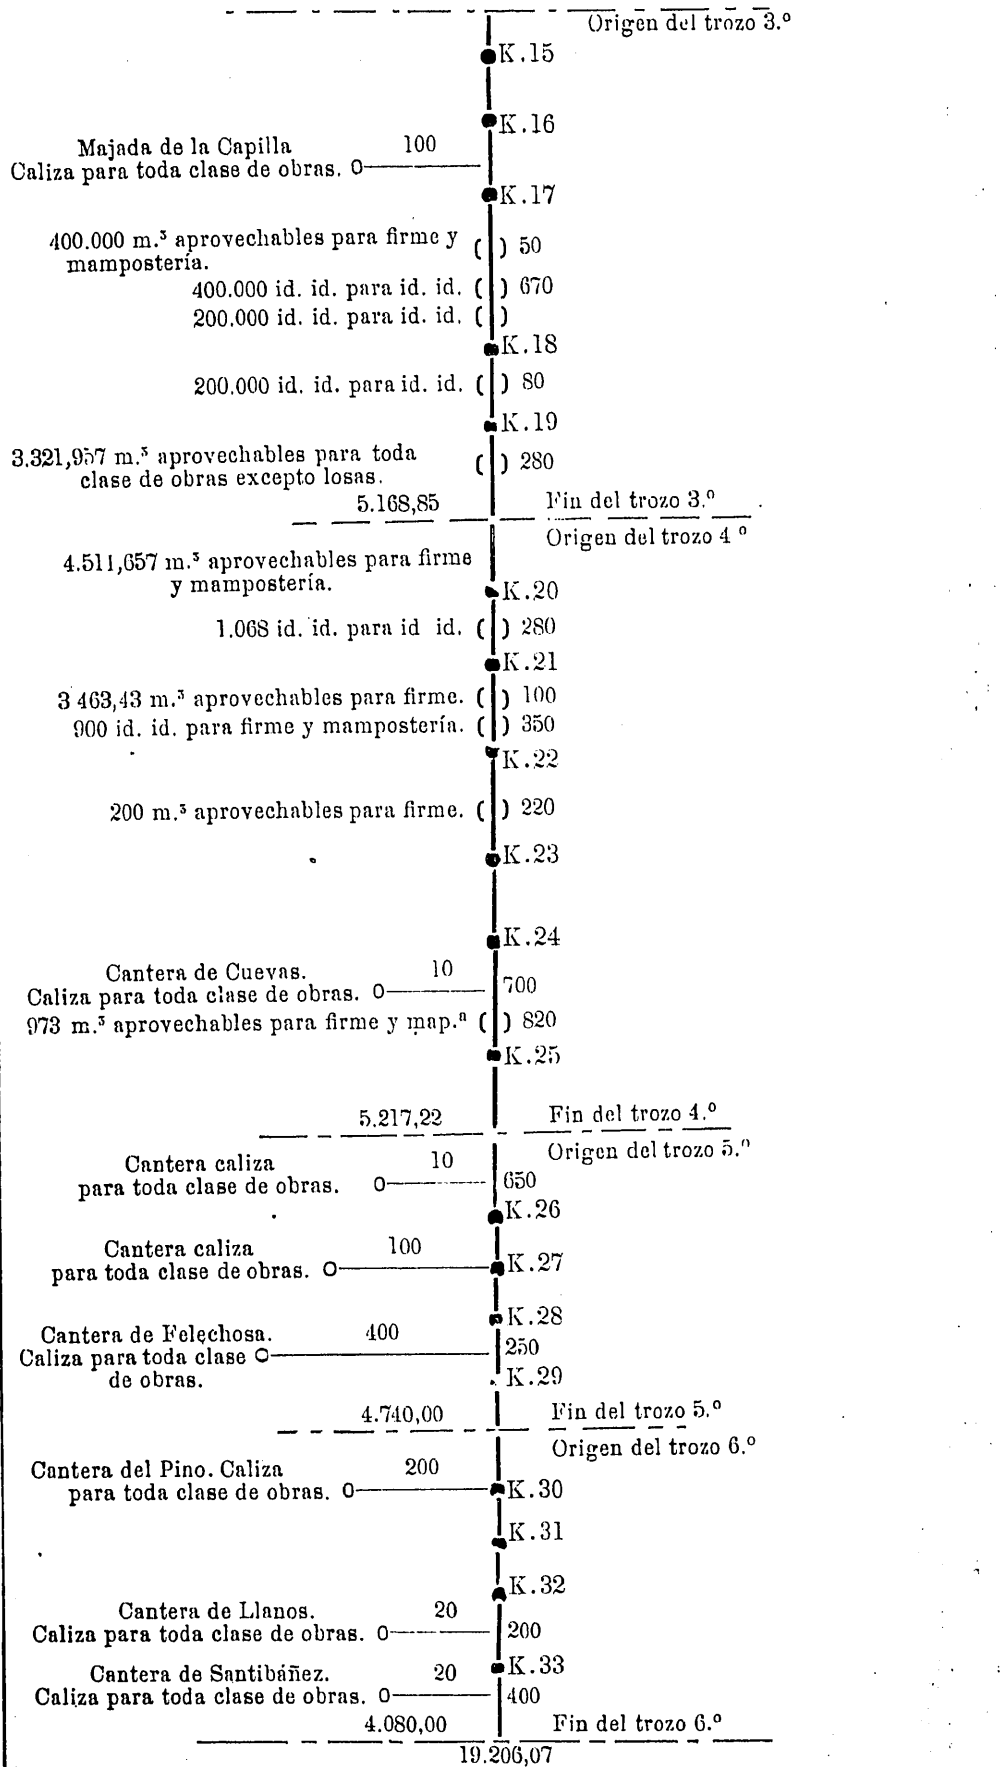 Origen del trozo 3.º
K.15
K.16
Majada de la Capilla 100
Caliza para toda clase de obras. O
K.17
400.000 m.³ aprovechables para firme y ( ) 50
mampostería.
400.000 id. id. para id. id. ( ) 670
200.000 id. id. para id. id. ( )
K.18
200.000 id. id. para id. id. ( ) 80
K.19
3.321,957 m.³ aprovechables para toda ( ) 280
clase de obras excepto losas.
5.168,85 Fin del trozo 3.º
Origen del trozo 4 º
4.511,657 m.³ aprovechables para firme
y mampostería.
K.20
1.068 id. id. para id id. ( ) 280
K.21
3 463,43 m.³ aprovechables para firme. ( ) 100
900 id. id. para firme y mampostería. ( ) 350
K.22
200 m.³ aprovechables para firme. ( ) 220
K.23
K.24
Cantera de Cuevas. 10
Caliza para toda clase de obras. O 700
973 m.³ aprovechables para firme y map.ª ( ) 820
K.25
5.217,22 Fin del trozo 4.º
Origen del trozo 5.º
Cantera caliza 10
para toda clase de obras. O 650
K.26
Cantera caliza 100
para toda clase de obras. O K.27
K.28
Cantera de Felechosa. 400
Caliza para toda clase O 250
de obras. K.29
4.740,00 Fin del trozo 5.º
Origen del trozo 6.º
Cantera del Pino. Caliza 200
para toda clase de obras. O K.30
K.31
K.32
Cantera de Llanos. 20
Caliza para toda clase de obras. O 200
K.33
Cantera de Santibáñez. 20
Caliza para toda clase de obras. O 400
4.080,00 Fin del trozo 6.º
19.206,07